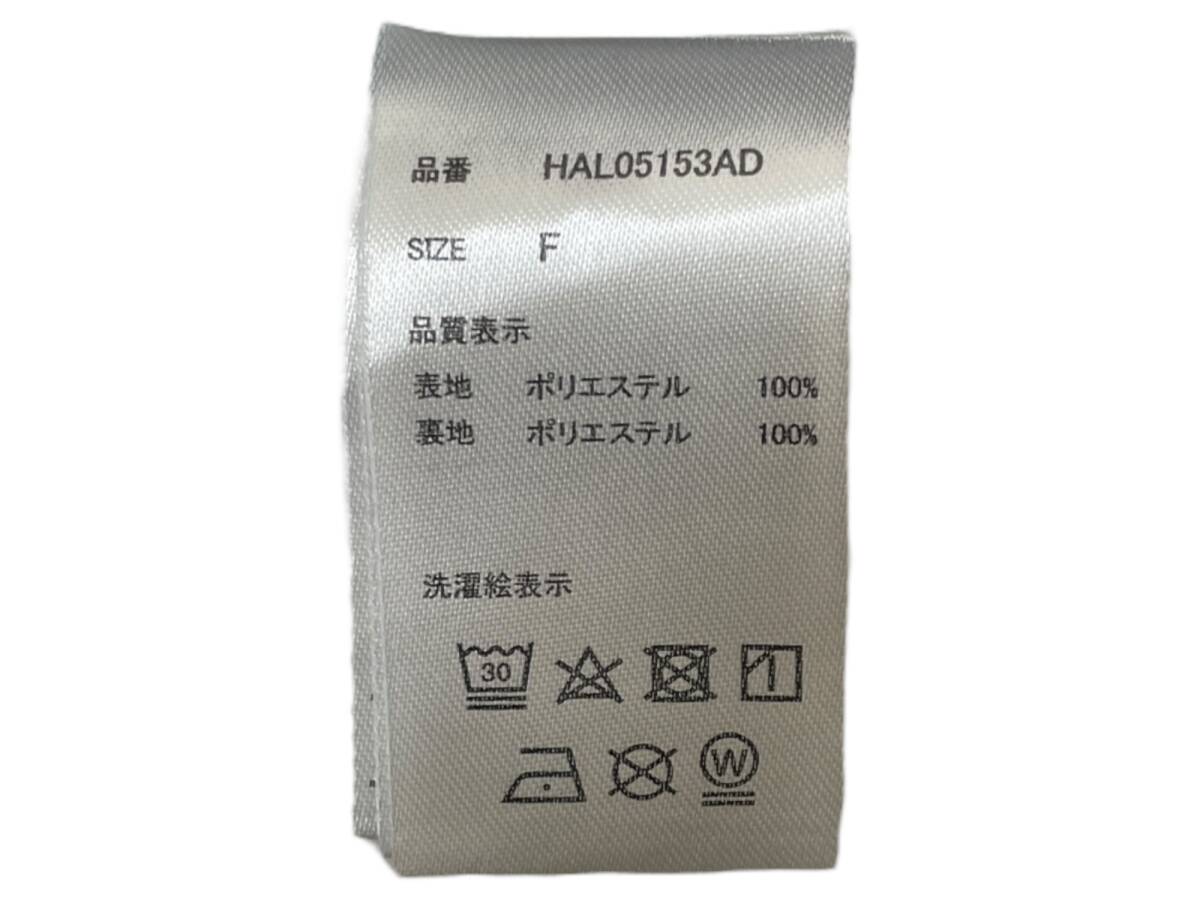 品番 HAL05153AD
SIZE F
品質表示
表地 ポリエステル 100%
裏地 ポリエステル 100%
洗濯絵表示
30
W